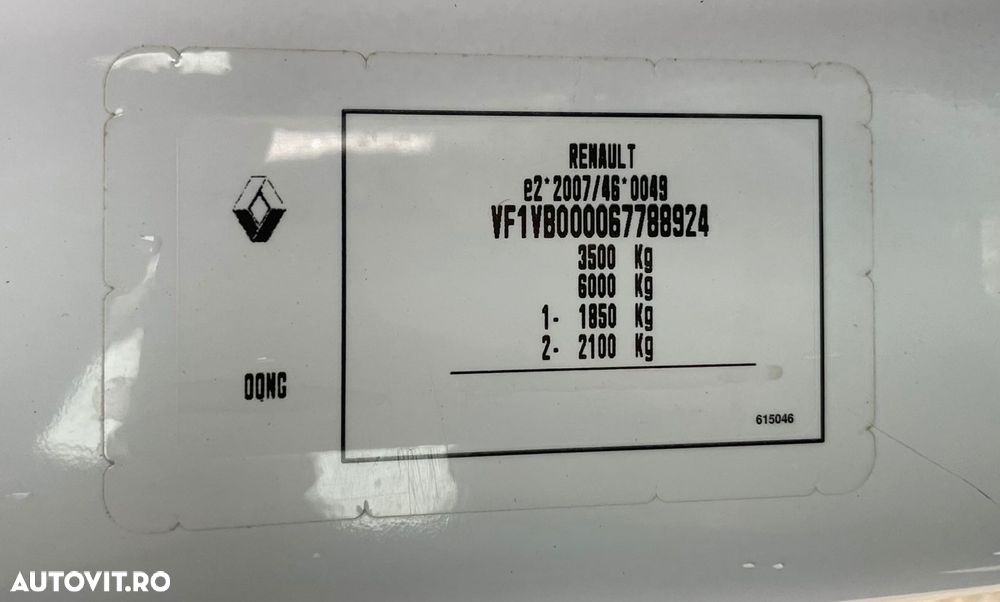 RENAULT
e2*2007/46*0049
VF1VB000067788924
3500 Kg
6000 Kg
1- 1850 Kg
2- 2100 Kg
OQNG
615046
AUTOVIT.RO